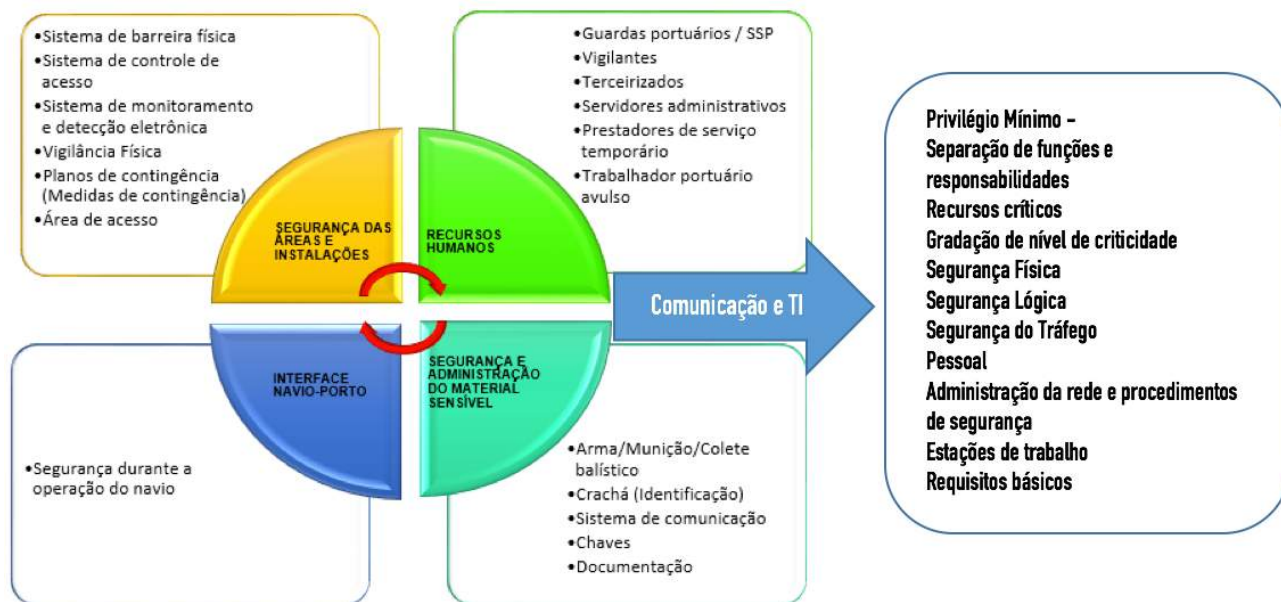 •Sistema de barreira física
•Sistema de controle de
acesso
•Sistema de monitoramento
e detecção eletrônica
•Vigilância Física
•Planos de contingência
(Medidas de contingência)
•Área de acesso
•Guardas portuários / SSP
•Vigilantes
•Terceirizados
•Servidores administrativos
•Prestadores de serviço
temporário
•Trabalhador portuário
avulso
SEGURANÇA DAS
ÁREAS E
INSTALAÇÕES
RECURSOS
HUMANOS
INTERFACE
NAVIO-PORTO
SEGURANÇA E
ADMINISTRAÇÃO
DO MATERIAL
SENSÍVEL
•Segurança durante a
operação do navio
•Arma/Munição/Colete
balístico
•Crachá (Identificação)
•Sistema de comunicação
•Chaves
•Documentação
Comunicação e TI
Privilégio Mínimo –
Separação de funções e
responsabilidades
Recursos críticos
Gradação de nível de criticidade
Segurança Física
Segurança Lógica
Segurança do Tráfego
Pessoal
Administração da rede e procedimentos
de segurança
Estações de trabalho
Requisitos básicos